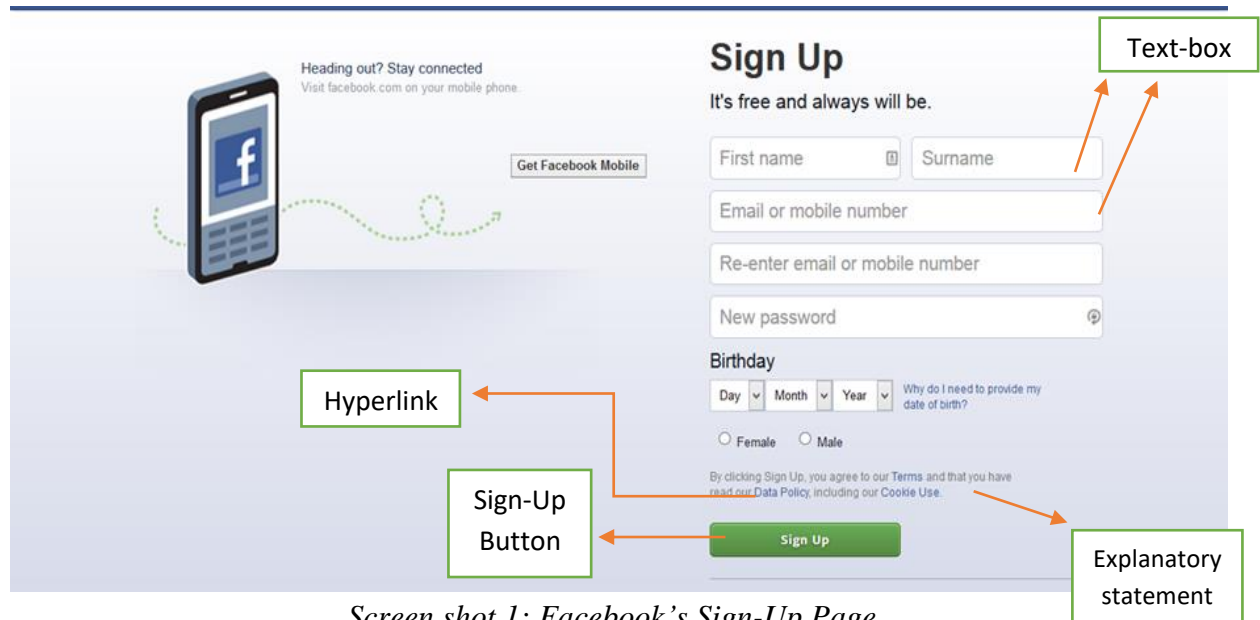 Heading out? Stay connected
Visit facebook.com on your mobile phone.
f
Get Facebook Mobile
Sign Up
It's free and always will be.
Text-box
First name
Surname
Email or mobile number
Re-enter email or mobile number
New password
Birthday
Day Month Year
Why do I need to provide my
date of birth?
Female Male
Hyperlink
By clicking Sign Up, you agree to our Terms and that you have
read our Data Policy, including our Cookie Use.
Sign-Up
Button
Sign Up
Explanatory
statement
Screen shot 1: Facebook's Sign-Up Page